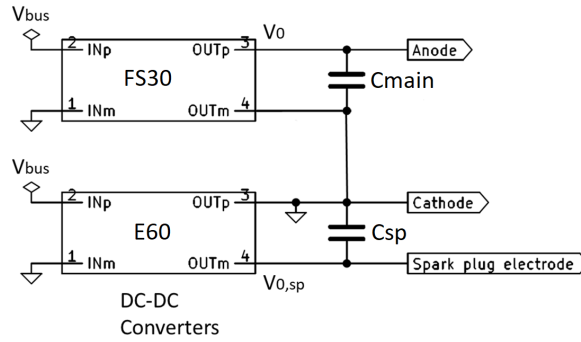 Vbus
2 INp OUTp 3 V0 Anode
FS30 Cmain
1 INm OUTm 4
Vbus
2 INp OUTp 3 Cathode
E60 Csp
1 INm OUTm 4 Spark plug electrode
V0,sp
DC-DC
Converters